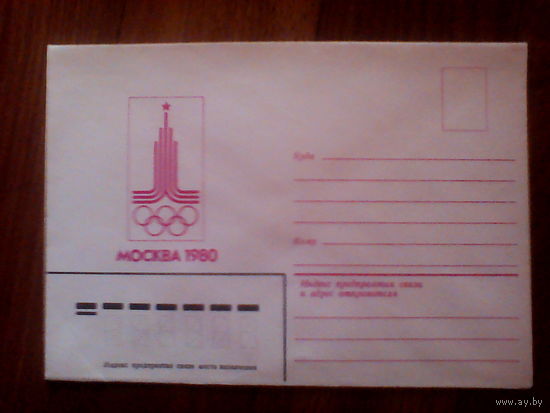 Куда
МОСКВА 1980
Кому
Индекс предприятия связи
и адрес отправителя
Индекс предприятия связи места назначения
www.ay.by